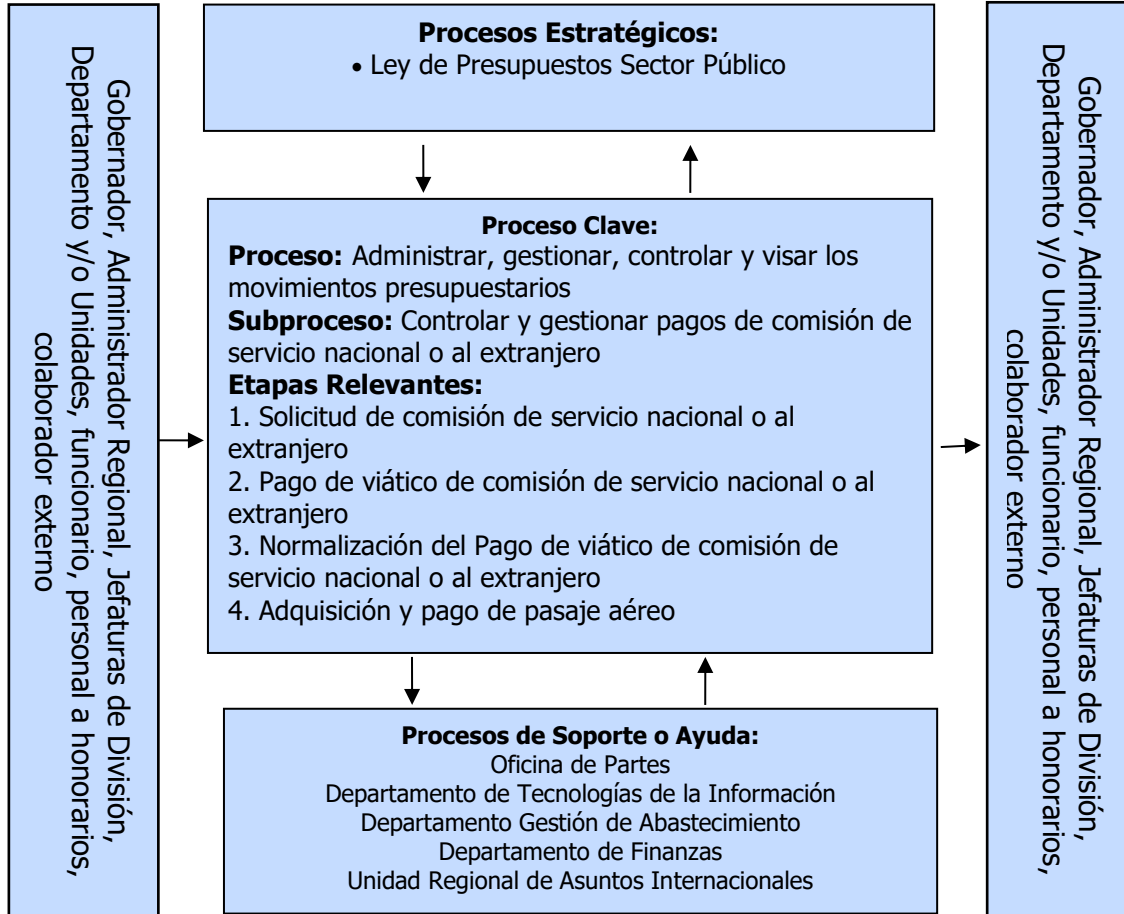 Gobernador, Administrador Regional, Jefaturas de División,
Departamento y/o Unidades, funcionario, personal a honorarios,
colaborador externo
Procesos Estratégicos:
• Ley de Presupuestos Sector Público
Proceso Clave:
Proceso: Administrar, gestionar, controlar y visar los
movimientos presupuestarios
Subproceso: Controlar y gestionar pagos de comisión de
servicio nacional o al extranjero
Etapas Relevantes:
1. Solicitud de comisión de servicio nacional o al
extranjero
2. Pago de viático de comisión de servicio nacional o al
extranjero
3. Normalización del Pago de viático de comisión de
servicio nacional o al extranjero
4. Adquisición y pago de pasaje aéreo
Procesos de Soporte o Ayuda:
Oficina de Partes
Departamento de Tecnologías de la Información
Departamento Gestión de Abastecimiento
Departamento de Finanzas
Unidad Regional de Asuntos Internacionales
Gobernador, Administrador Regional, Jefaturas de División,
Departamento y/o Unidades, funcionario, personal a honorarios,
colaborador externo